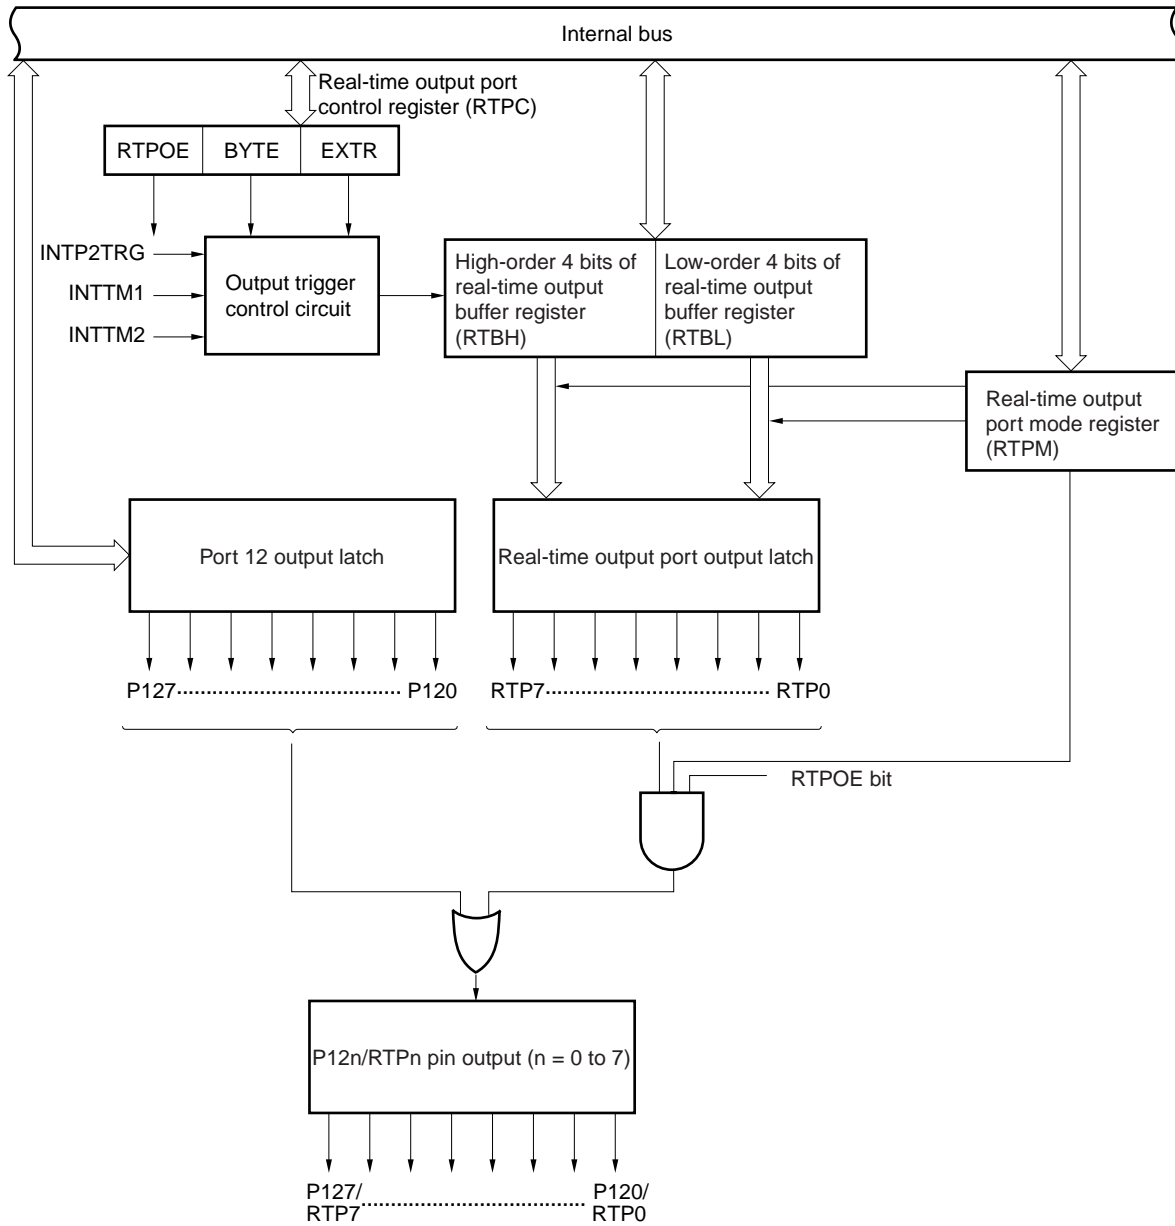 Internal bus
Real-time output port
control register (RTPC)
RTPOE BYTE EXTR
INTP2TRG
INTTM1
INTTM2
Output trigger
control circuit
High-order 4 bits of
real-time output
buffer register
(RTBH)
Low-order 4 bits of
real-time output
buffer register
(RTBL)
Real-time output
port mode register
(RTPM)
Port 12 output latch
Real-time output port output latch
P127 P120
RTP7 RTP0
RTPOE bit
P12n/RTPn pin output (n = 0 to 7)
P127/
RTP7
P120/
RTP0